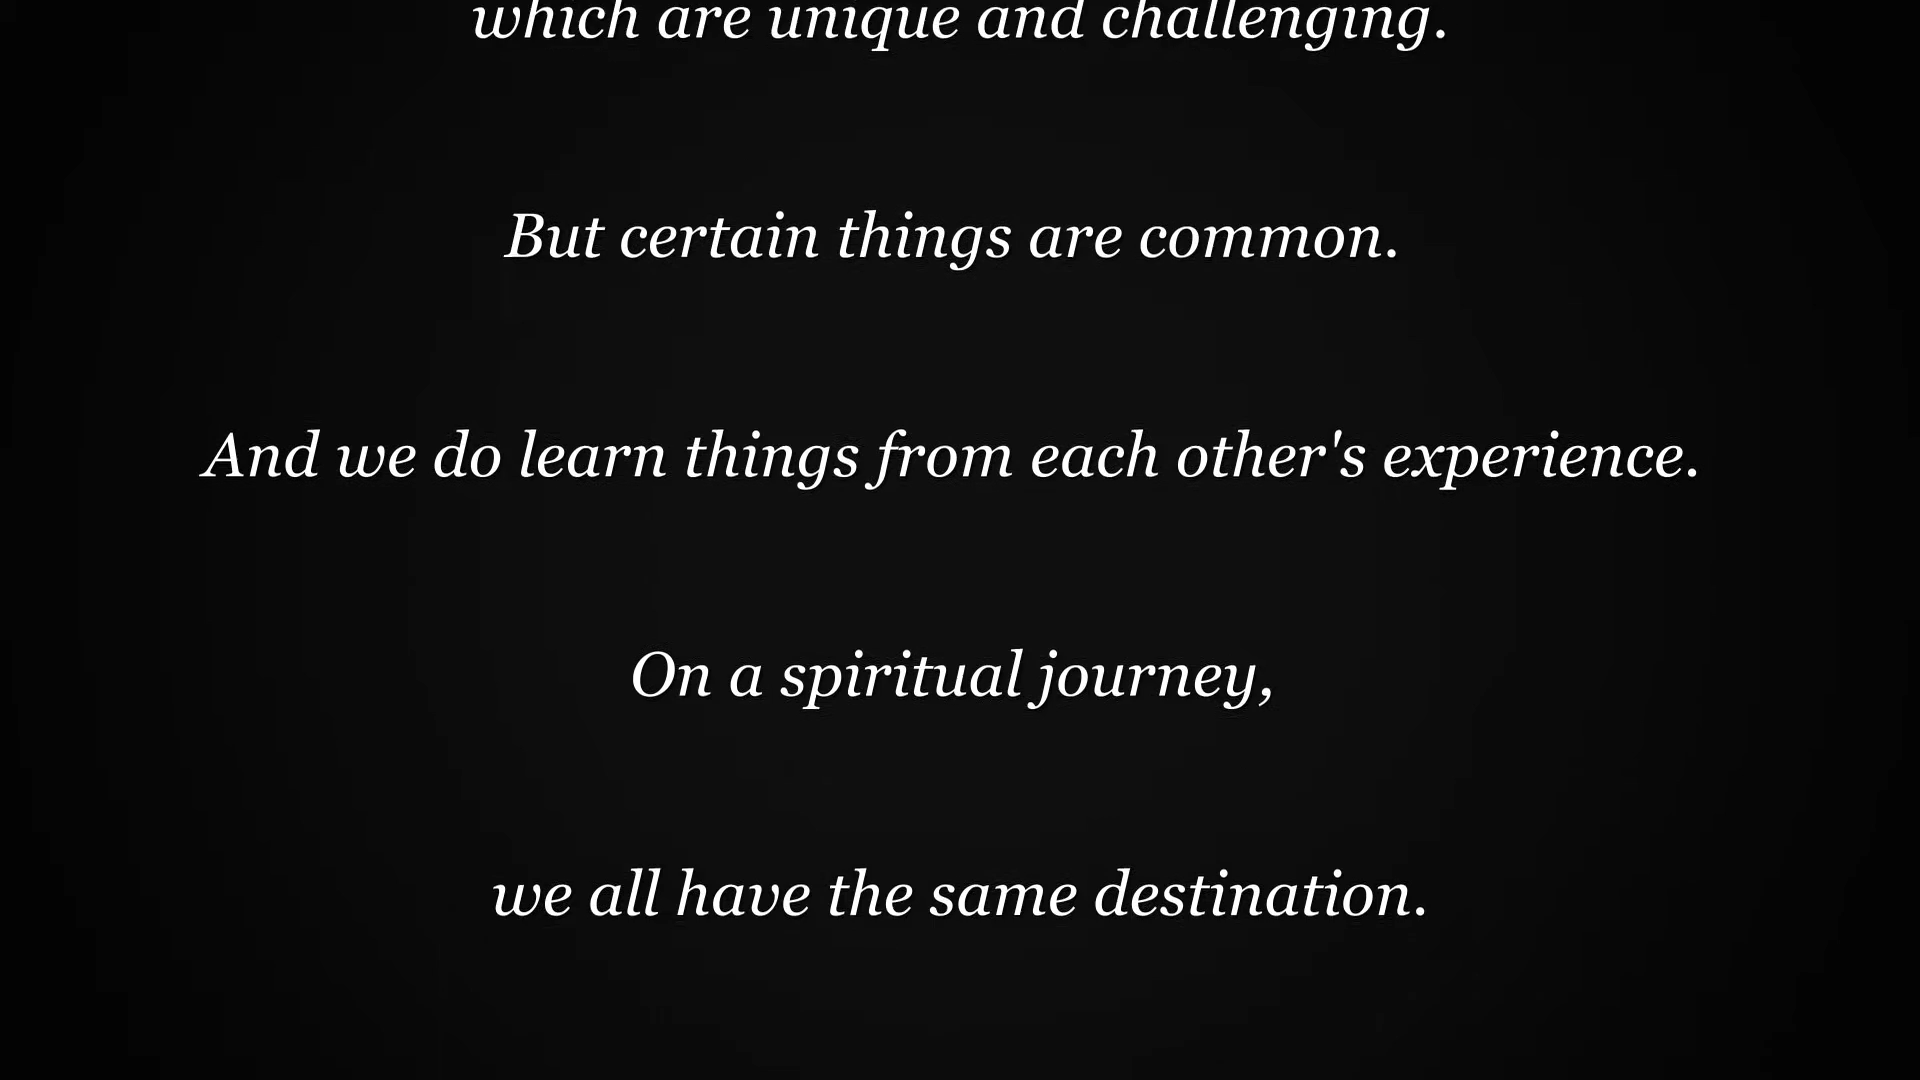 which are unique and challenging.
But certain things are common.
And we do learn things from each other's experience.
On a spiritual journey,
we all have the same destination.